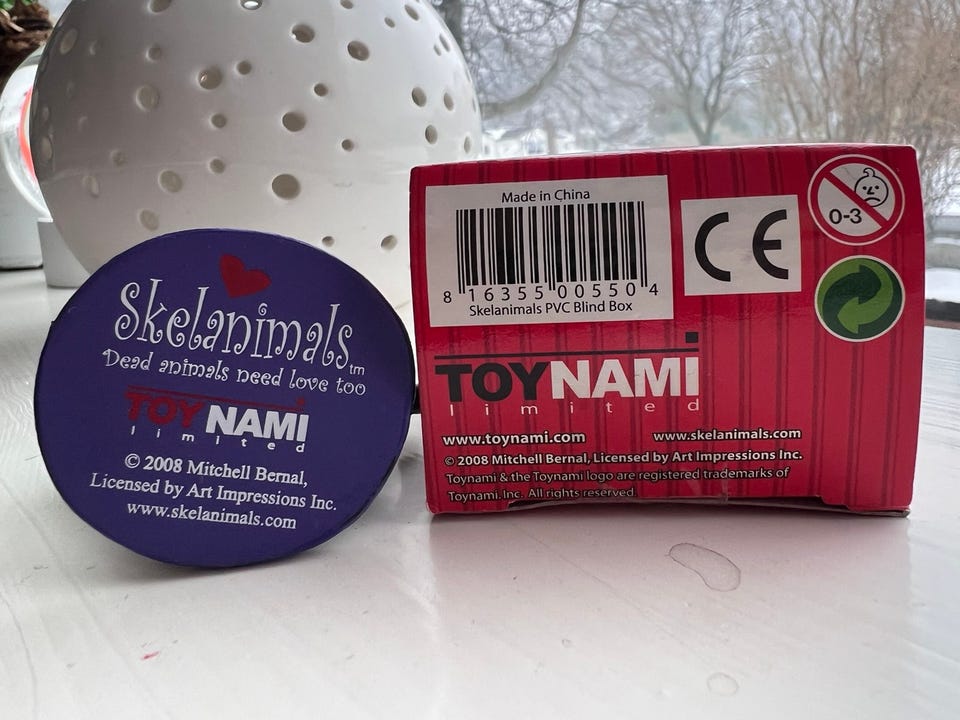 Skelanimals tm
Dead animals need love too
TOYNAMI
limited
© 2008 Mitchell Bernal,
Licensed by Art Impressions Inc.
www.skelanimals.com
Made in China
8 16355 00550 4
Skelanimals PVC Blind Box
CE
0-3
TOYNAMI
limited
www.toynami.com www.skelanimals.com
© 2008 Mitchell Bernal, Licensed by Art Impressions Inc.
Toynami & the Toynami logo are registered trademarks of
Toynami, Inc. All rights reserved.